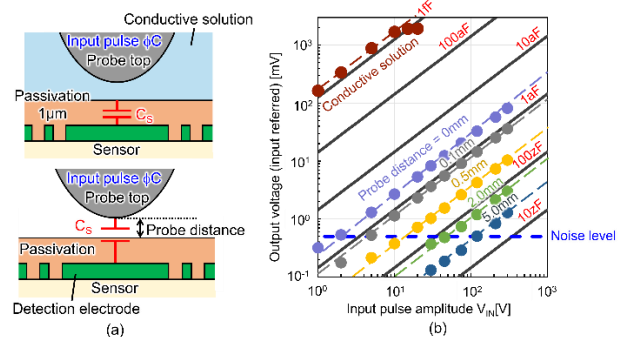 Conductive solution
Input pulse ϕC
Probe top
Passivation
1μm
CS
Sensor
Input pulse ϕC
Probe top
CS
Probe distance
Passivation
Sensor
Detection electrode
(a)
Output voltage (input referred) [mV]
10³
10²
10¹
10⁰
10⁻¹
10⁰
10¹
10²
10³
Input pulse amplitude VIN[V]
1fF
100aF
10aF
1aF
100zF
10zF
Conductive solution
Probe distance = 0mm
0.1mm
0.5mm
2.0mm
5.0mm
Noise level
(b)